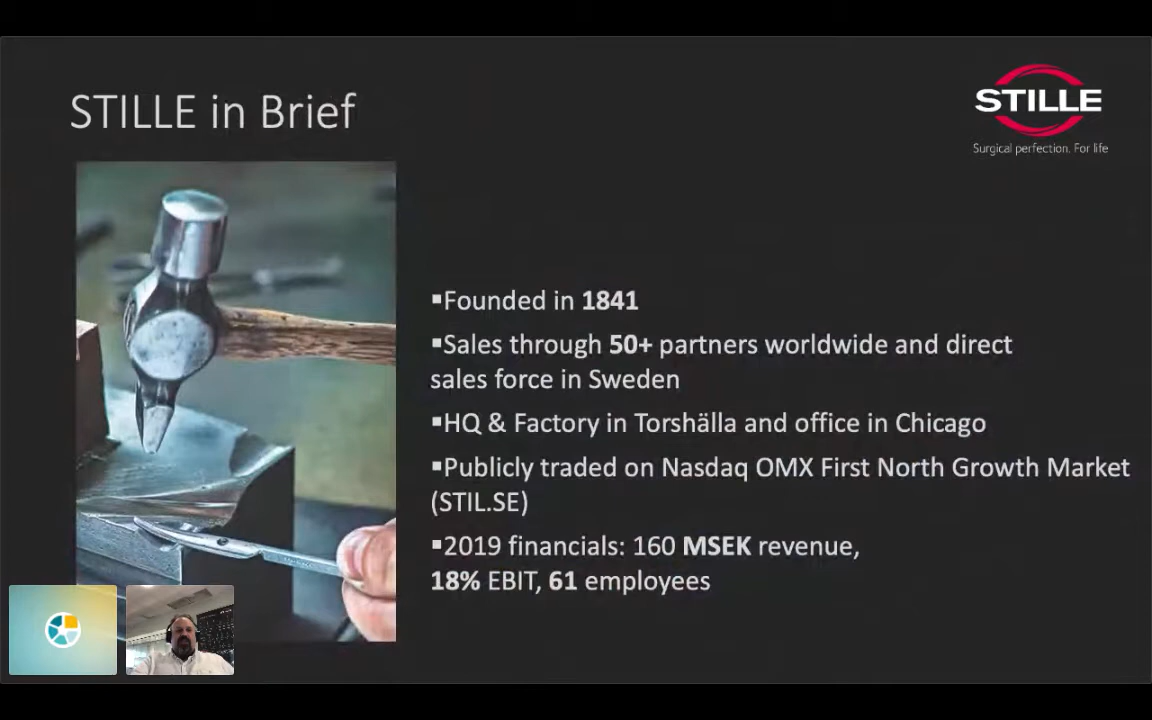 STILLE in Brief
STILLE
Surgical perfection. For life
▪Founded in 1841
▪Sales through 50+ partners worldwide and direct
sales force in Sweden
▪HQ & Factory in Torshälla and office in Chicago
▪Publicly traded on Nasdaq OMX First North Growth Market
(STIL.SE)
▪2019 financials: 160 MSEK revenue,
18% EBIT, 61 employees